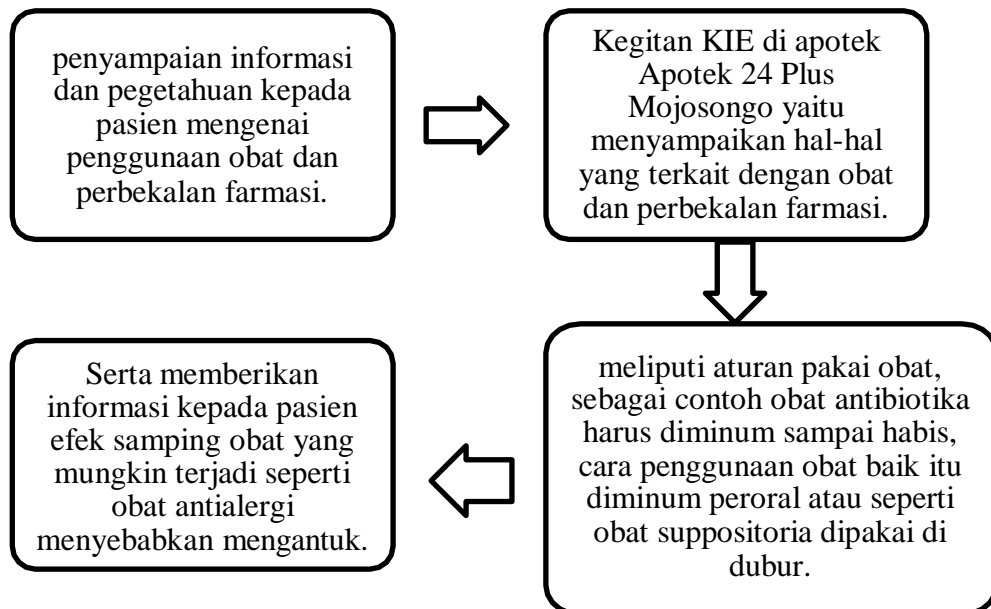 penyampaian informasi
dan pegetahuan kepada
pasien mengenai
penggunaan obat dan
perbekalan farmasi.
Kegitan KIE di apotek
Apotek 24 Plus
Mojosongo yaitu
menyampaikan hal-hal
yang terkait dengan obat
dan perbekalan farmasi.
meliputi aturan pakai obat,
sebagai contoh obat antibiotika
harus diminum sampai habis,
cara penggunaan obat baik itu
diminum peroral atau seperti
obat suppositoria dipakai di
dubur.
Serta memberikan
informasi kepada pasien
efek samping obat yang
mungkin terjadi seperti
obat antialergi
menyebabkan mengantuk.